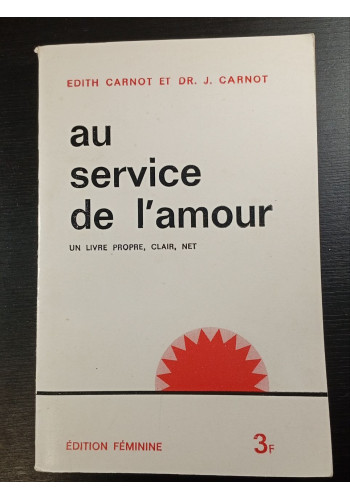 EDITH CARNOT ET DR. J. CARNOT
au
service
de l'amour
UN LIVRE PROPRE, CLAIR, NET
ÉDITION FÉMININE 3F